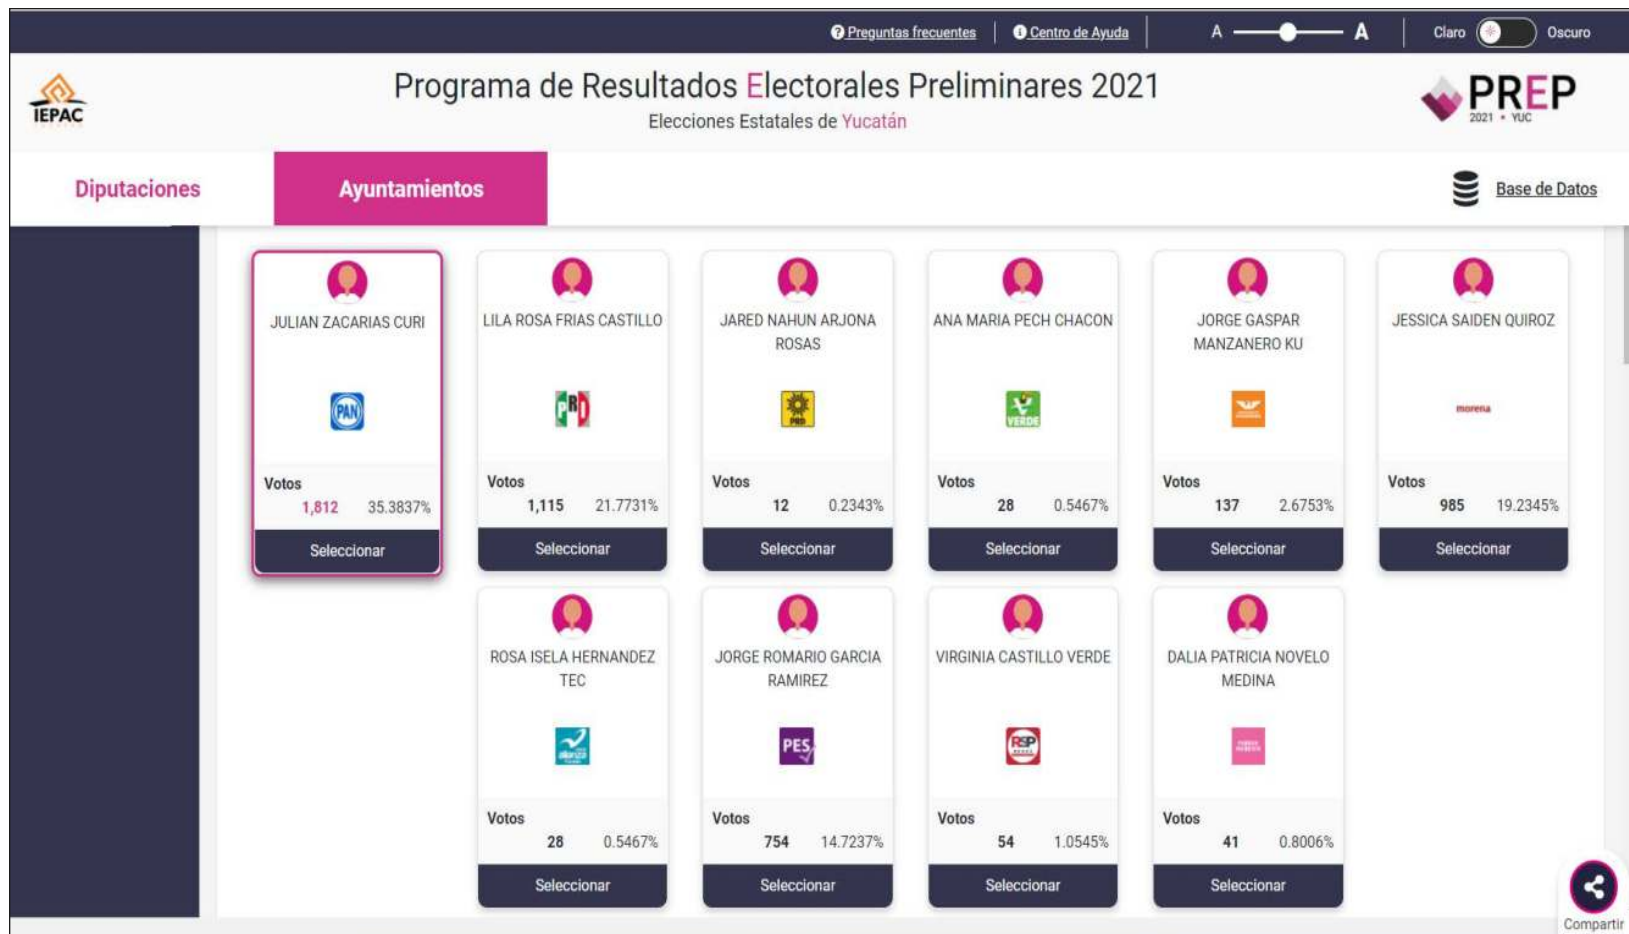 Preguntas frecuentes
Centro de Ayuda
A
A
Claro
Oscuro
IEPAC
Programa de Resultados Electorales Preliminares 2021
Elecciones Estatales de Yucatán
PREP
2021 • YUC
Diputaciones
Ayuntamientos
Base de Datos
JULIAN ZACARIAS CURI
PAN
Votos
1,812 35.3837%
Seleccionar
LILA ROSA FRIAS CASTILLO
PRD
Votos
1,115 21.7731%
Seleccionar
JARED NAHUN ARJONA
ROSAS
PRD
Votos
12 0.2343%
Seleccionar
ANA MARIA PECH CHACON
VERDE
Votos
28 0.5467%
Seleccionar
JORGE GASPAR
MANZANERO KU
Votos
137 2.6753%
Seleccionar
JESSICA SAIDEN QUIROZ
morena
Votos
985 19.2345%
Seleccionar
ROSA ISELA HERNANDEZ
TEC
alianza
Votos
28 0.5467%
Seleccionar
JORGE ROMARIO GARCIA
RAMIREZ
PES
Votos
754 14.7237%
Seleccionar
VIRGINIA CASTILLO VERDE
RSP
Votos
54 1.0545%
Seleccionar
DALIA PATRICIA NOVELO
MEDINA
Votos
41 0.8006%
Seleccionar
Compartir